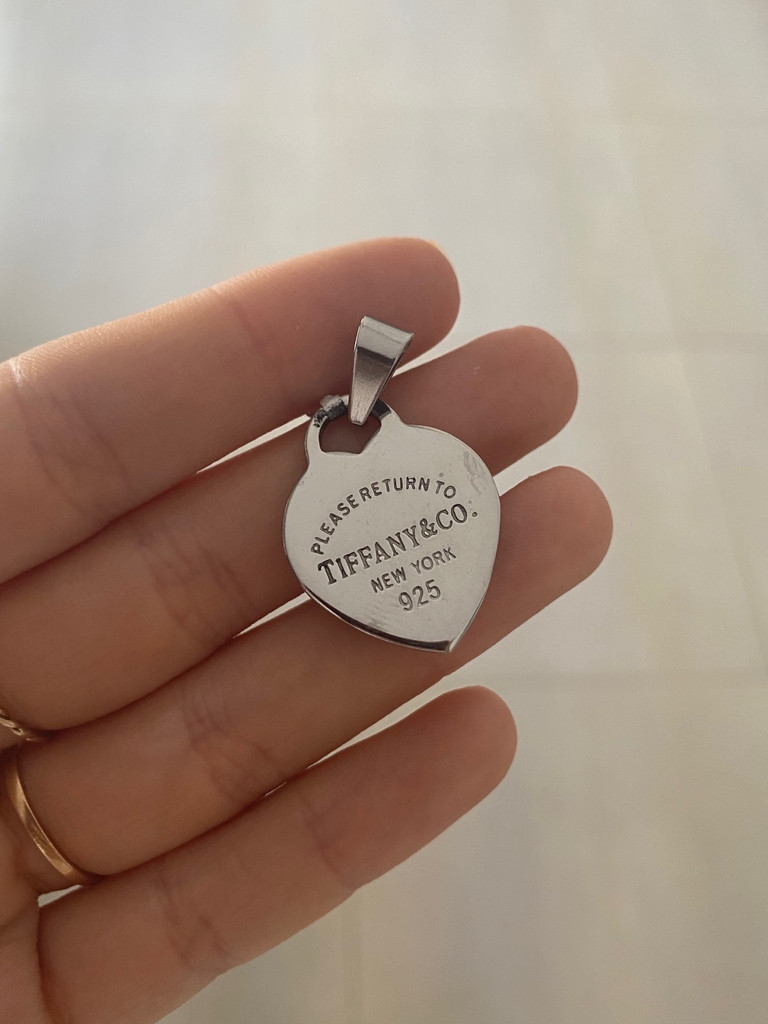 PLEASE RETURN TO
TIFFANY & CO.
NEW YORK
925